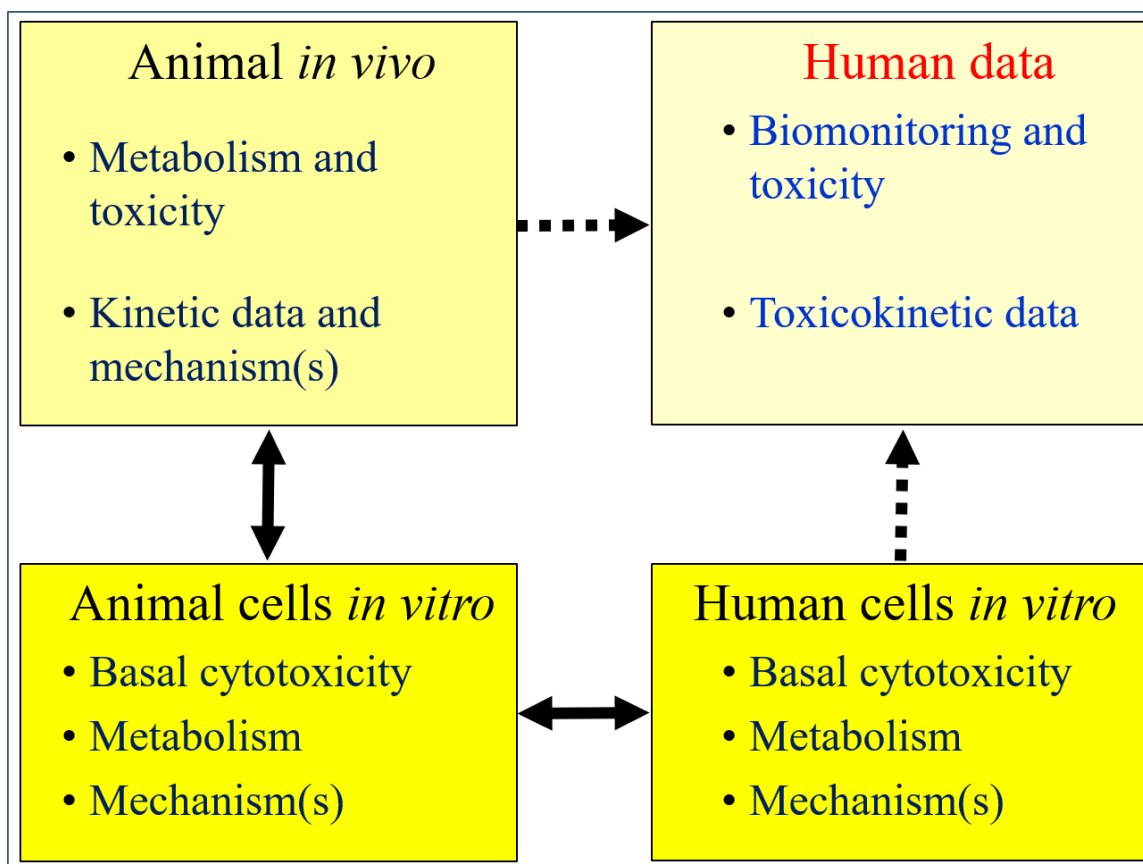 Animal in vivo
• Metabolism and
toxicity
• Kinetic data and
mechanism(s)
Human data
• Biomonitoring and
toxicity
• Toxicokinetic data
Animal cells in vitro
• Basal cytotoxicity
• Metabolism
• Mechanism(s)
Human cells in vitro
• Basal cytotoxicity
• Metabolism
• Mechanism(s)